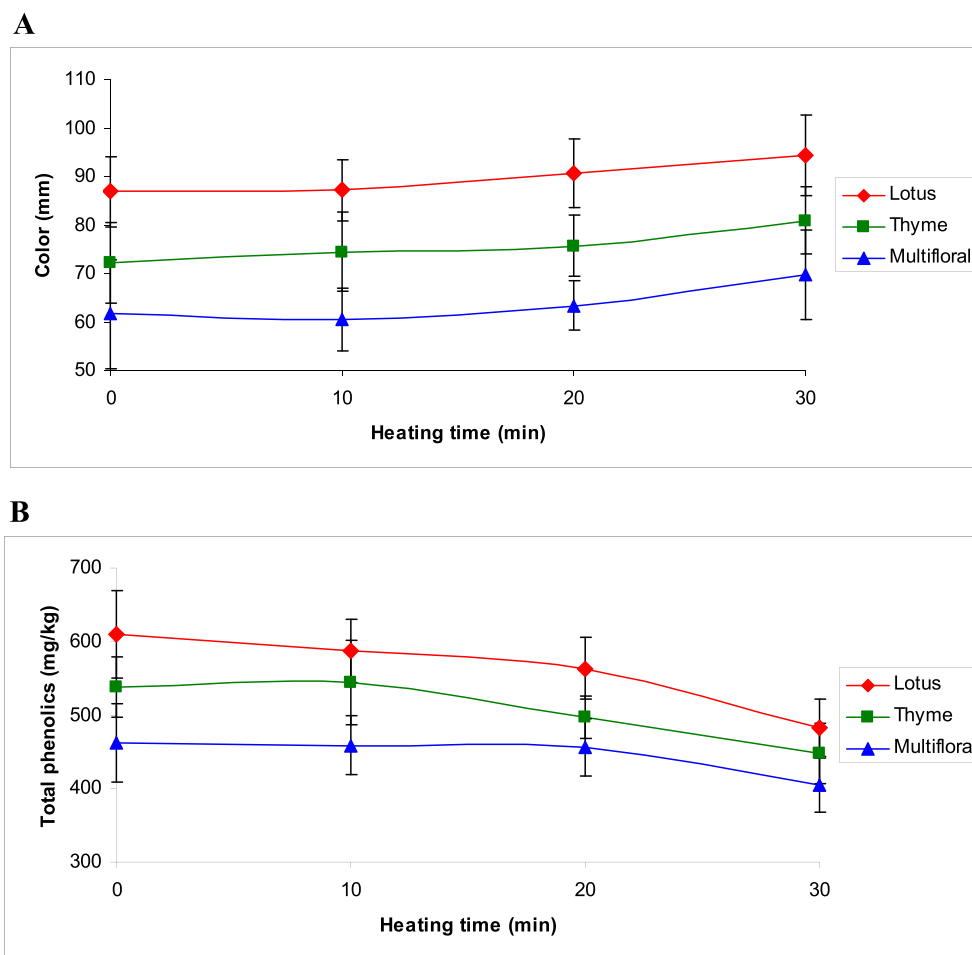 A
110
100
90
80
70
60
50
Color (mm)
0 10 20 30
Heating time (min)
Lotus
Thyme
Multifloral
B
700
600
500
400
300
Total phenolics (mg/kg)
0 10 20 30
Heating time (min)
Lotus
Thyme
Multiflora